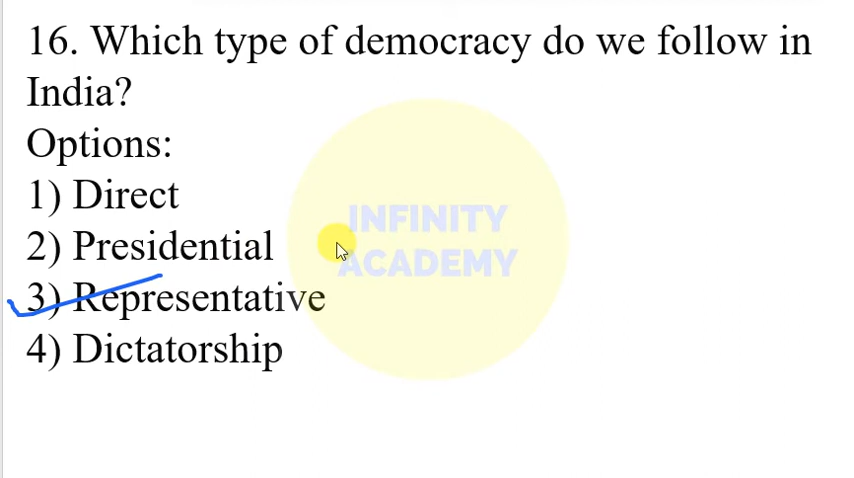 16. Which type of democracy do we follow in
India?
Options:
1) Direct
2) Presidential
3) Representative
4) Dictatorship
INFINITY
ACADEMY